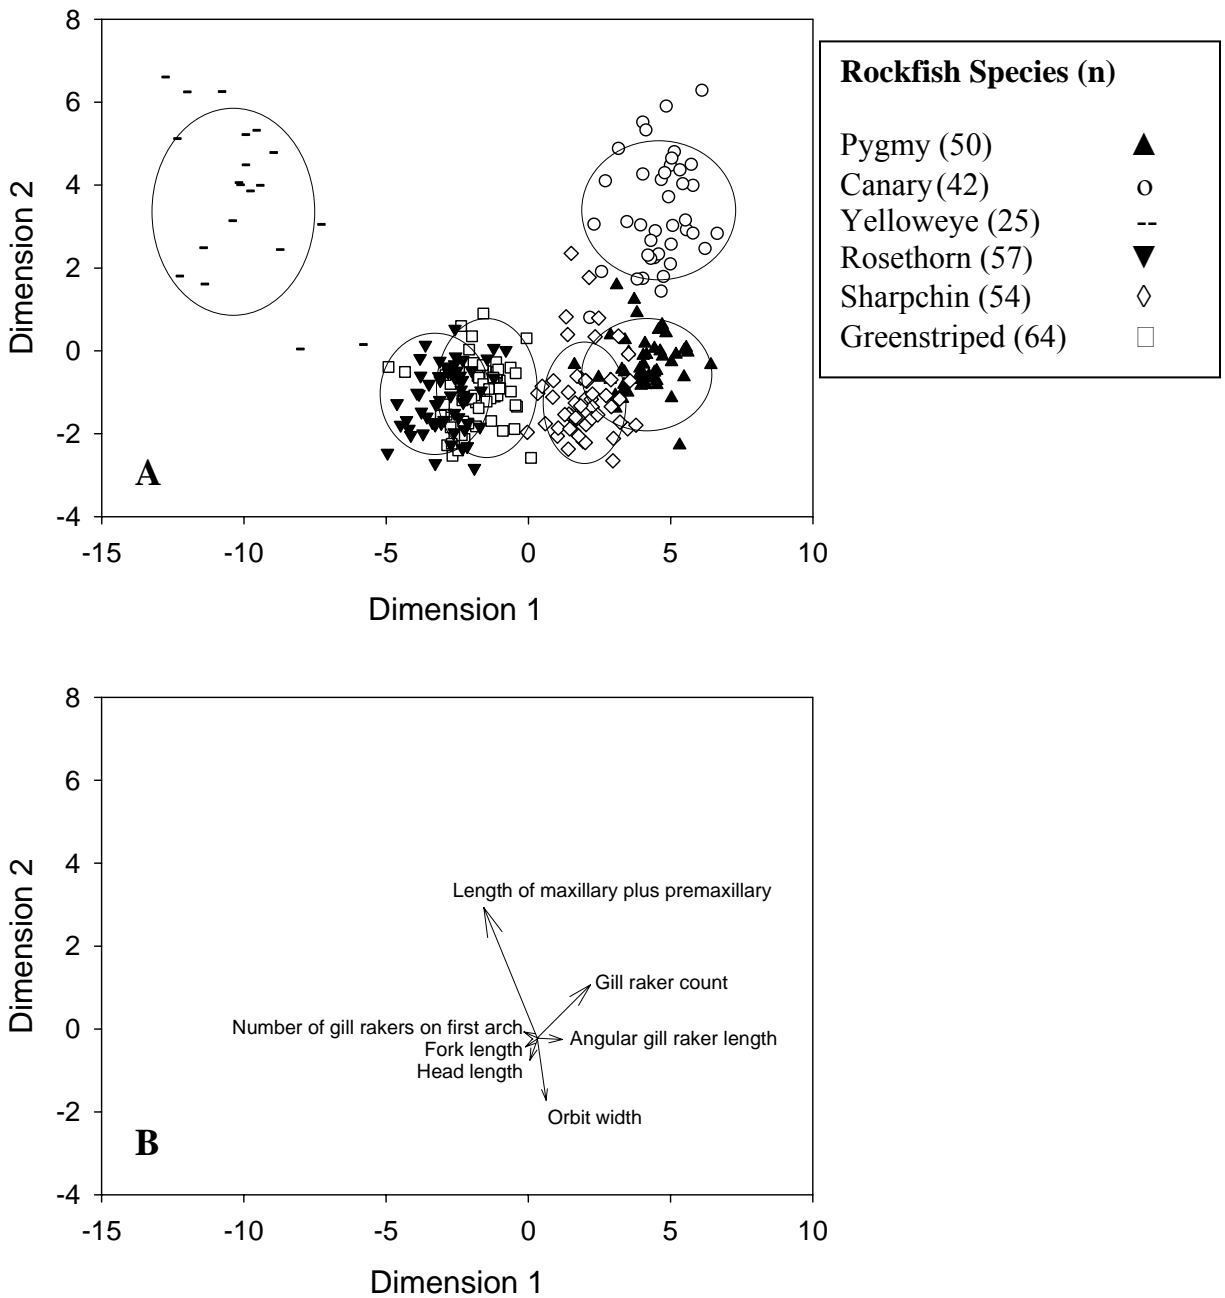 8
6
4
2
0
-2
-4
Dimension 2
A
-15 -10 -5 0 5 10
Dimension 1
Rockfish Species (n)
Pygmy (50) ▲
Canary (42) o
Yelloweye (25) --
Rosethorn (57) ▼
Sharpchin (54) ◊
Greenstriped (64) □
8
6
4
2
0
-2
-4
Dimension 2
Length of maxillary plus premaxillary
Gill raker count
Number of gill rakers on first arch
Angular gill raker length
Fork length
Head length
Orbit width
B
-15 -10 -5 0 5 10
Dimension 1